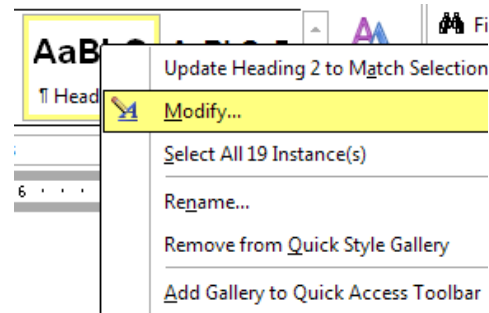 AaB
Fi
¶ Head
Update Heading 2 to Match Selection
Modify...
Select All 19 Instance(s)
6
Rename...
Remove from Quick Style Gallery
Add Gallery to Quick Access Toolbar